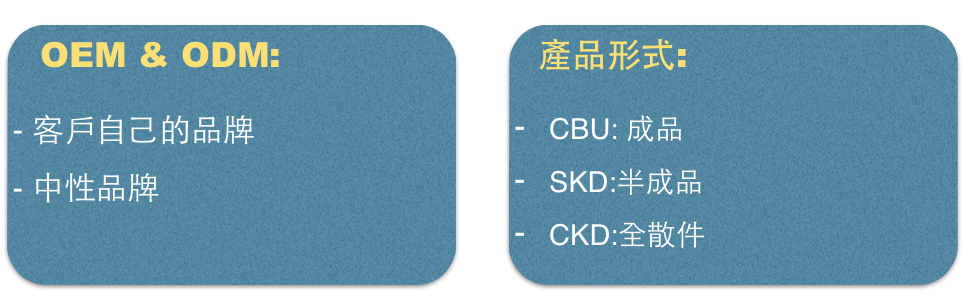 OEM & ODM:
- 客戶自己的品牌
- 中性品牌
產品形式:
- CBU: 成品
- SKD:半成品
- CKD:全散件